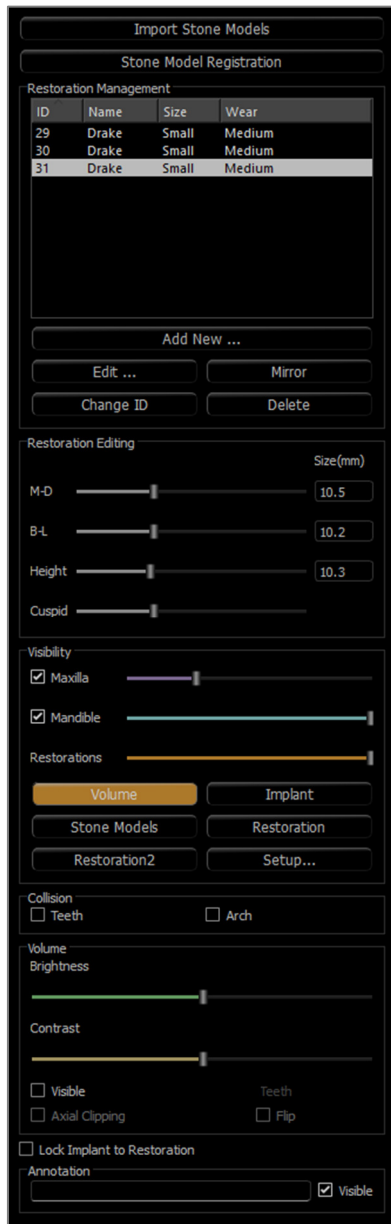 Import Stone Models
Stone Model Registration
Restoration Management
ID Name Size Wear
29 Drake Small Medium
30 Drake Small Medium
31 Drake Small Medium
Add New ...
Edit ... Mirror
Change ID Delete
Restoration Editing
Size(mm)
M-D 10.5
B-L 10.2
Height 10.3
Cuspid
Visibility
Maxilla
Mandible
Restorations
Volume Implant
Stone Models Restoration
Restoration2 Setup...
Collision
Teeth Arch
Volume
Brightness
Contrast
Visible Teeth
Axial Clipping Flip
Lock Implant to Restoration
Annotation
Visible